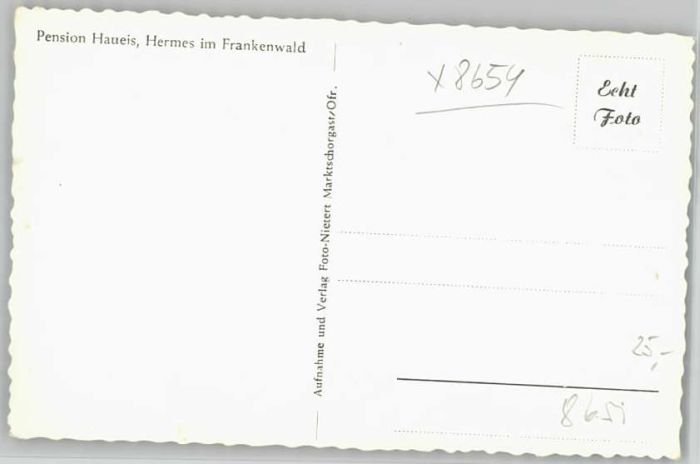 Pension Haueis, Hermes im Frankenwald
Aufnahme und Verlag Foto-Nietert Marktschorgast/Ofr.
x 8654
Echt
Foto
25,-
8651